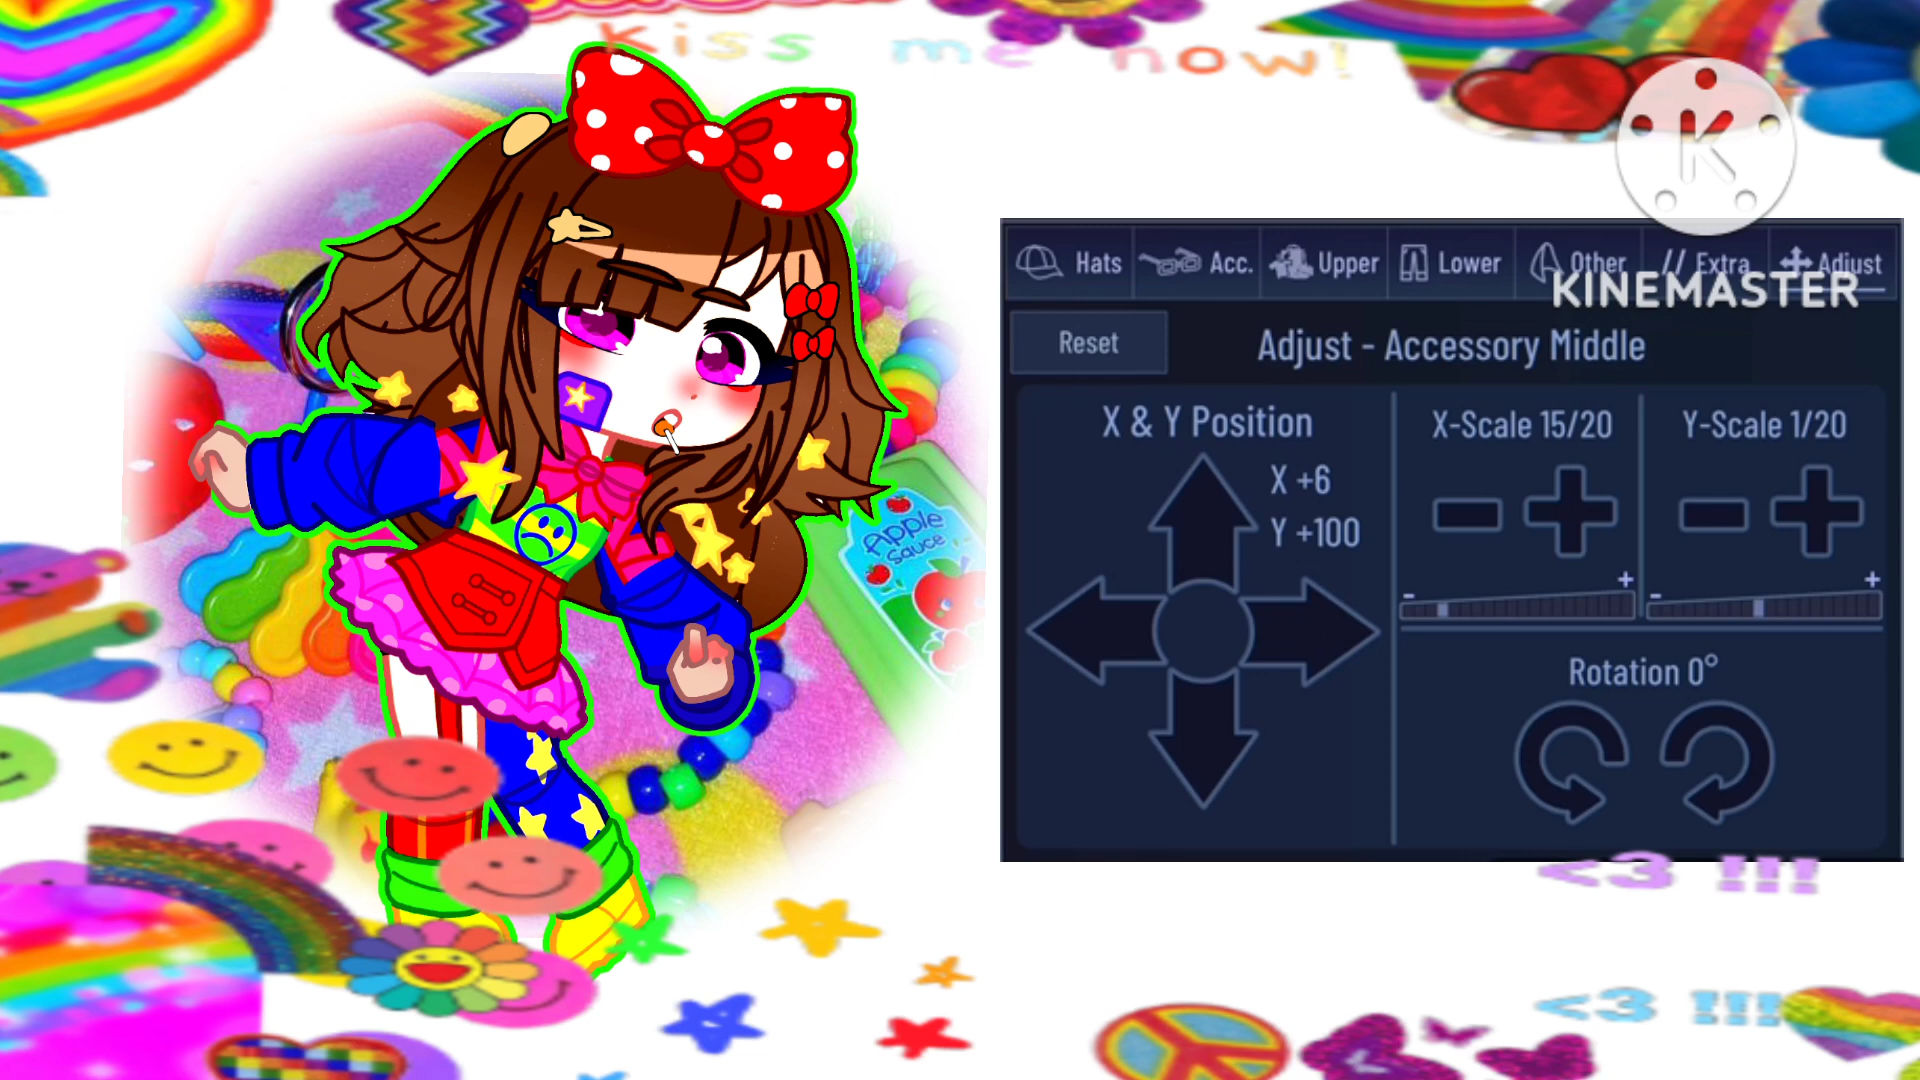 kiss me now!
K
Hats Acc. Upper Lower Other // Extra Adjust
KINEMASTER
Reset
Adjust - Accessory Middle
X & Y Position
X +6
Y +100
X-Scale 15/20
Y-Scale 1/20
- +
- +
Rotation 0°
Apple
sauce
<3 !!!
<3 !!!